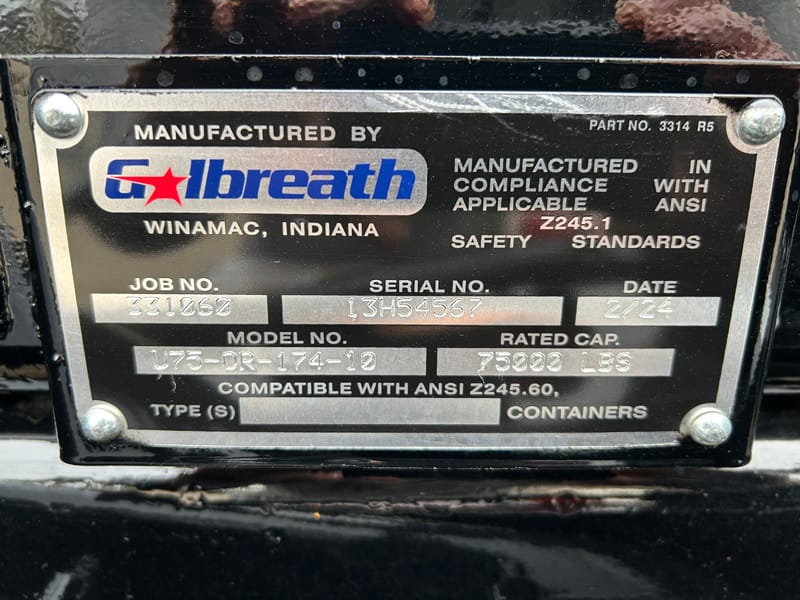 PART NO. 3314 R5
MANUFACTURED BY
Galbreath
WINAMAC, INDIANA
MANUFACTURED IN
COMPLIANCE WITH
APPLICABLE ANSI
Z245.1
SAFETY STANDARDS
JOB NO. SERIAL NO. DATE
331060 13H54567 2/24
MODEL NO. RATED CAP.
U75-OR-174-10 75000 LBS
COMPATIBLE WITH ANSI Z245.60,
TYPE (S) CONTAINERS